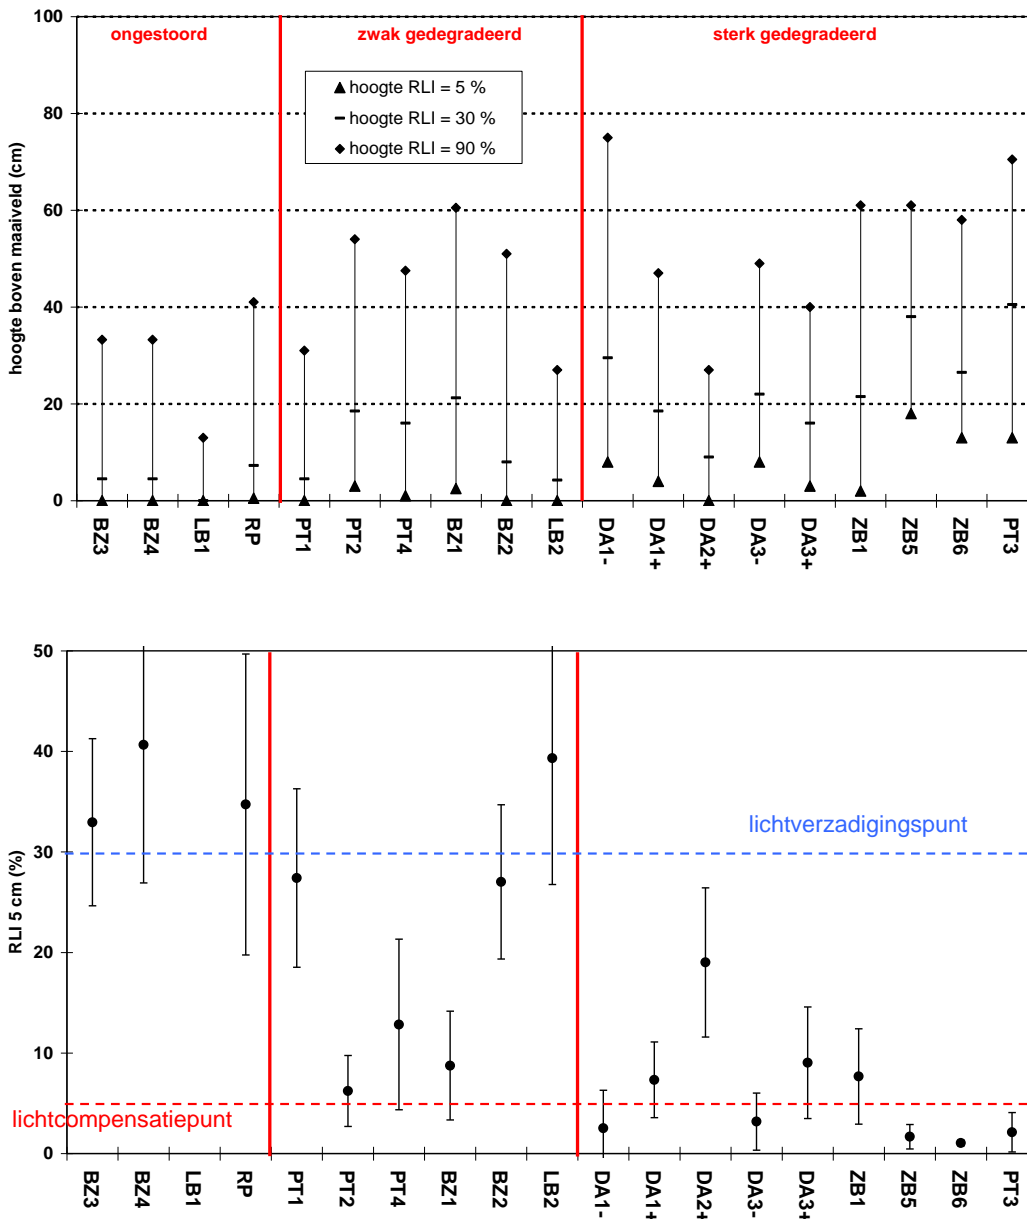 100
80
60
40
20
0
hoogte boven maaiveld (cm)
ongestoord
zwak gedegradeerd
sterk gedegradeerd
hoogte RLI = 5 %
hoogte RLI = 30 %
hoogte RLI = 90 %
BZ3
BZ4
LB1
RP
PT1
PT2
PT4
BZ1
BZ2
LB2
DA1-
DA1+
DA2+
DA3-
DA3+
ZB1
ZB5
ZB6
PT3
50
40
30
20
10
0
RLI 5 cm (%)
lichtverzadigingspunt
lichtcompensatiepunt
BZ3
BZ4
LB1
RP
PT1
PT2
PT4
BZ1
BZ2
LB2
DA1-
DA1+
DA2+
DA3-
DA3+
ZB1
ZB5
ZB6
PT3